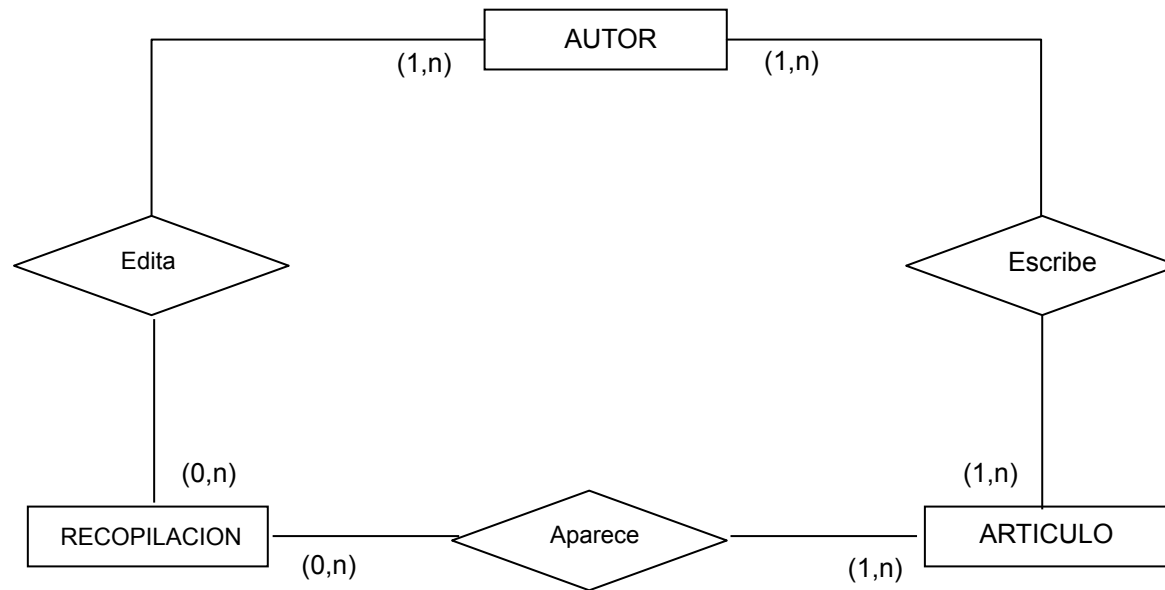 AUTOR
(1,n)
(1,n)
Edita
Escribe
(0,n)
(1,n)
RECOPILACION
Aparece
ARTICULO
(0,n)
(1,n)